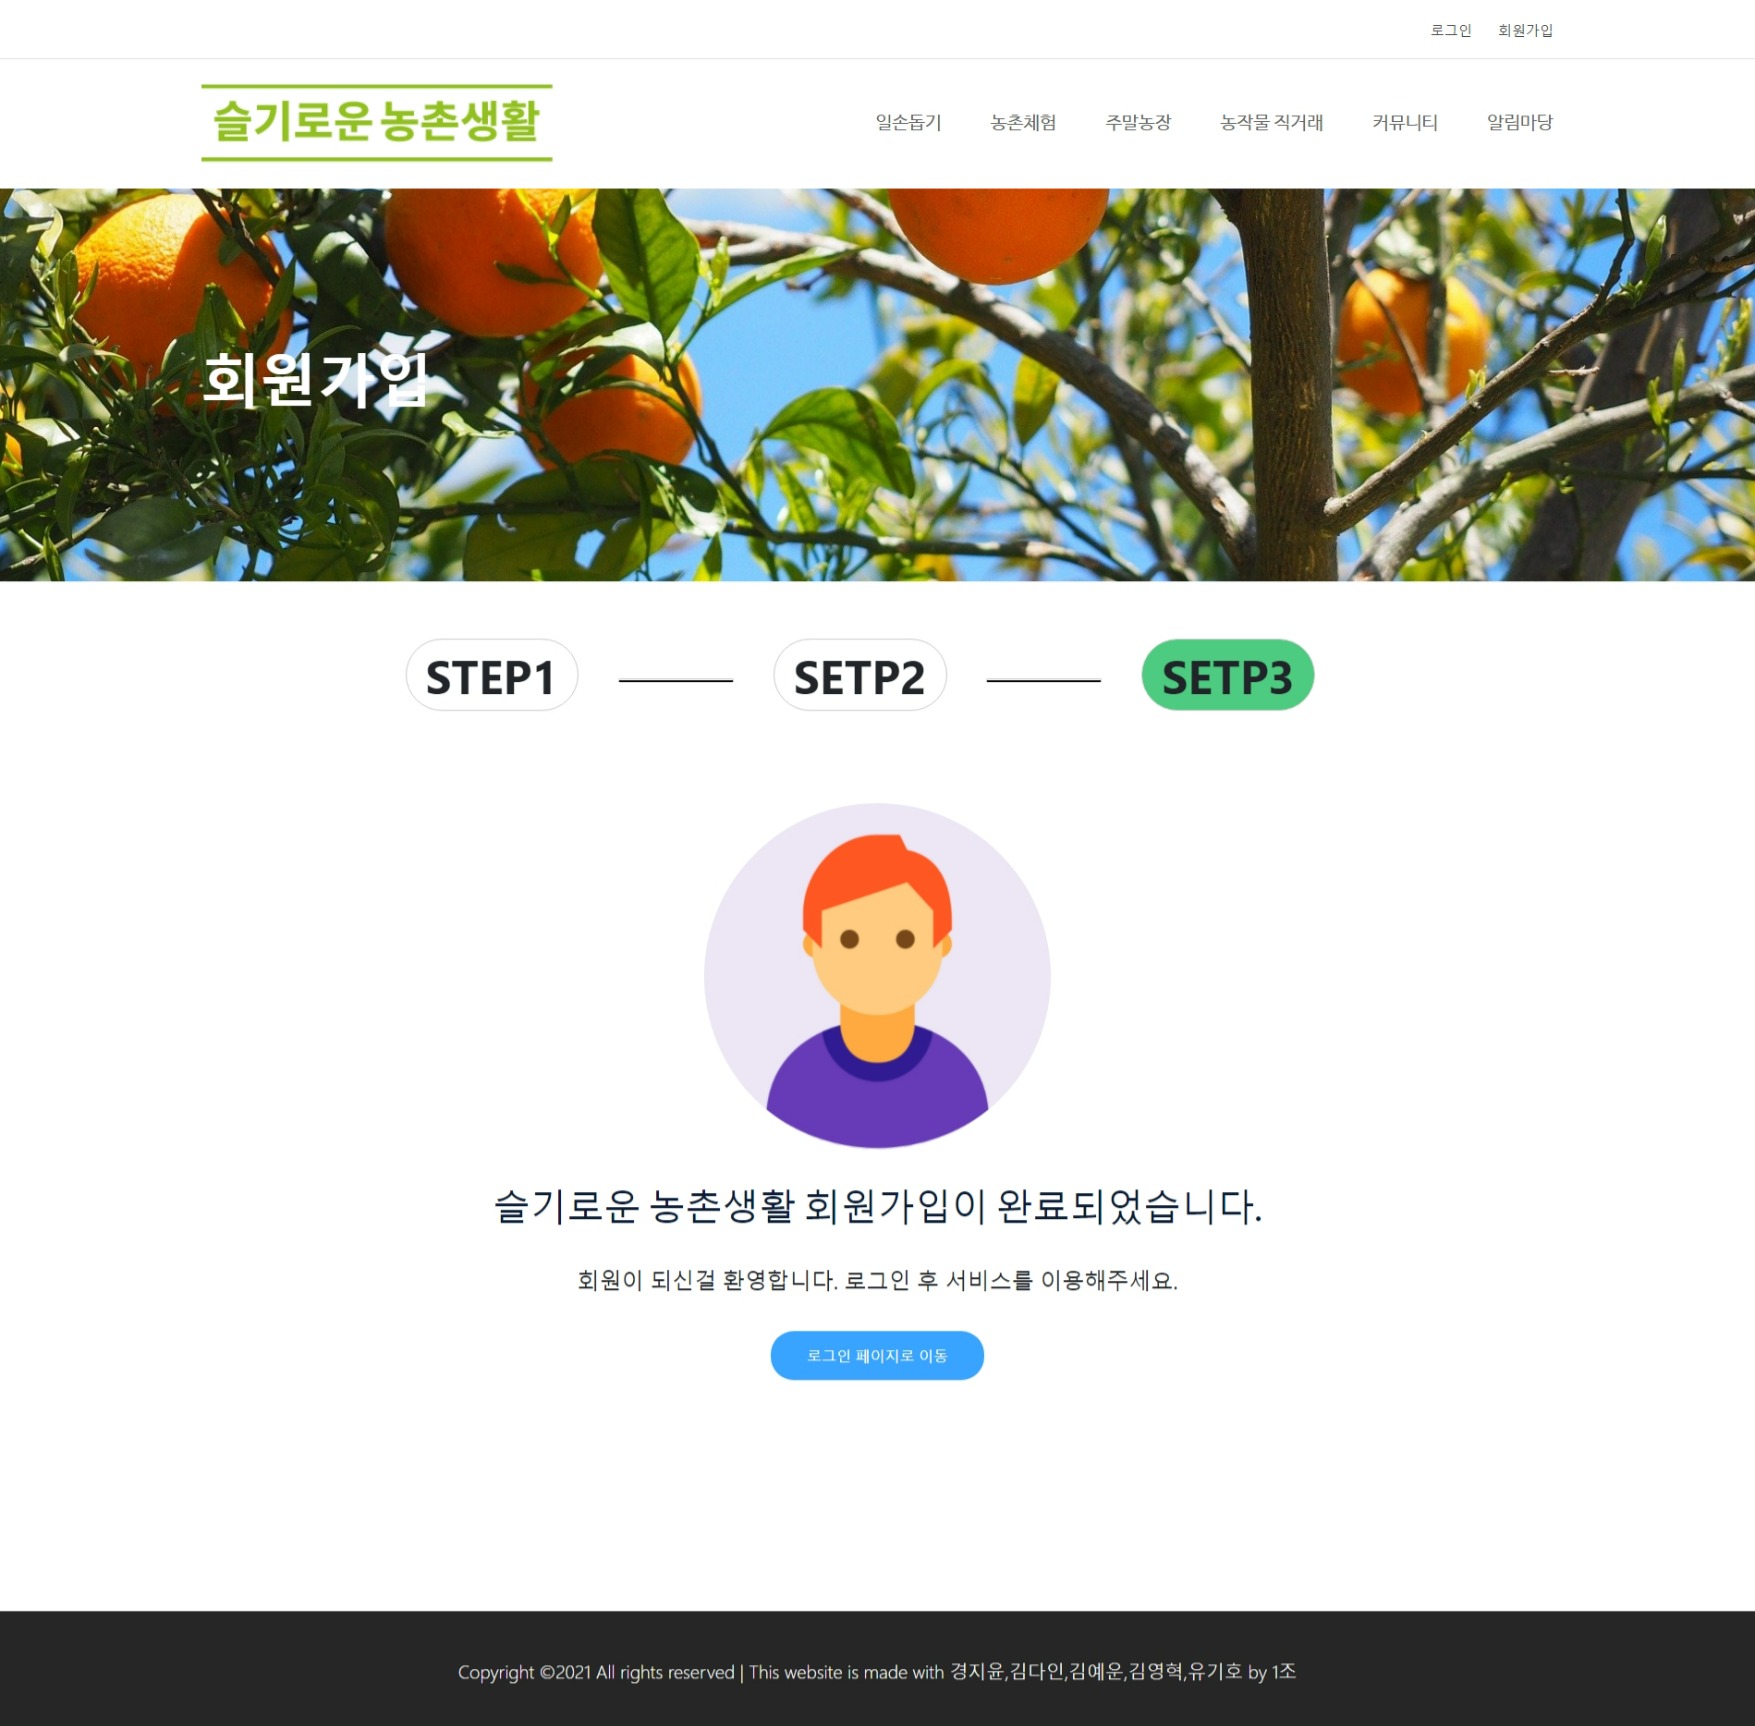 로그인 회원가입
슬기로운 농촌생활
일손돕기 농촌체험 주말농장 농작물 직거래 커뮤니티 알림마당
회원가입
STEP1 SETP2 SETP3
슬기로운 농촌생활 회원가입이 완료되었습니다.
회원이 되신걸 환영합니다. 로그인 후 서비스를 이용해주세요.
로그인 페이지로 이동
Copyright ©2021 All rights reserved | This website is made with 경지윤,김다인,김예운,김영혁,유기호 by 1조